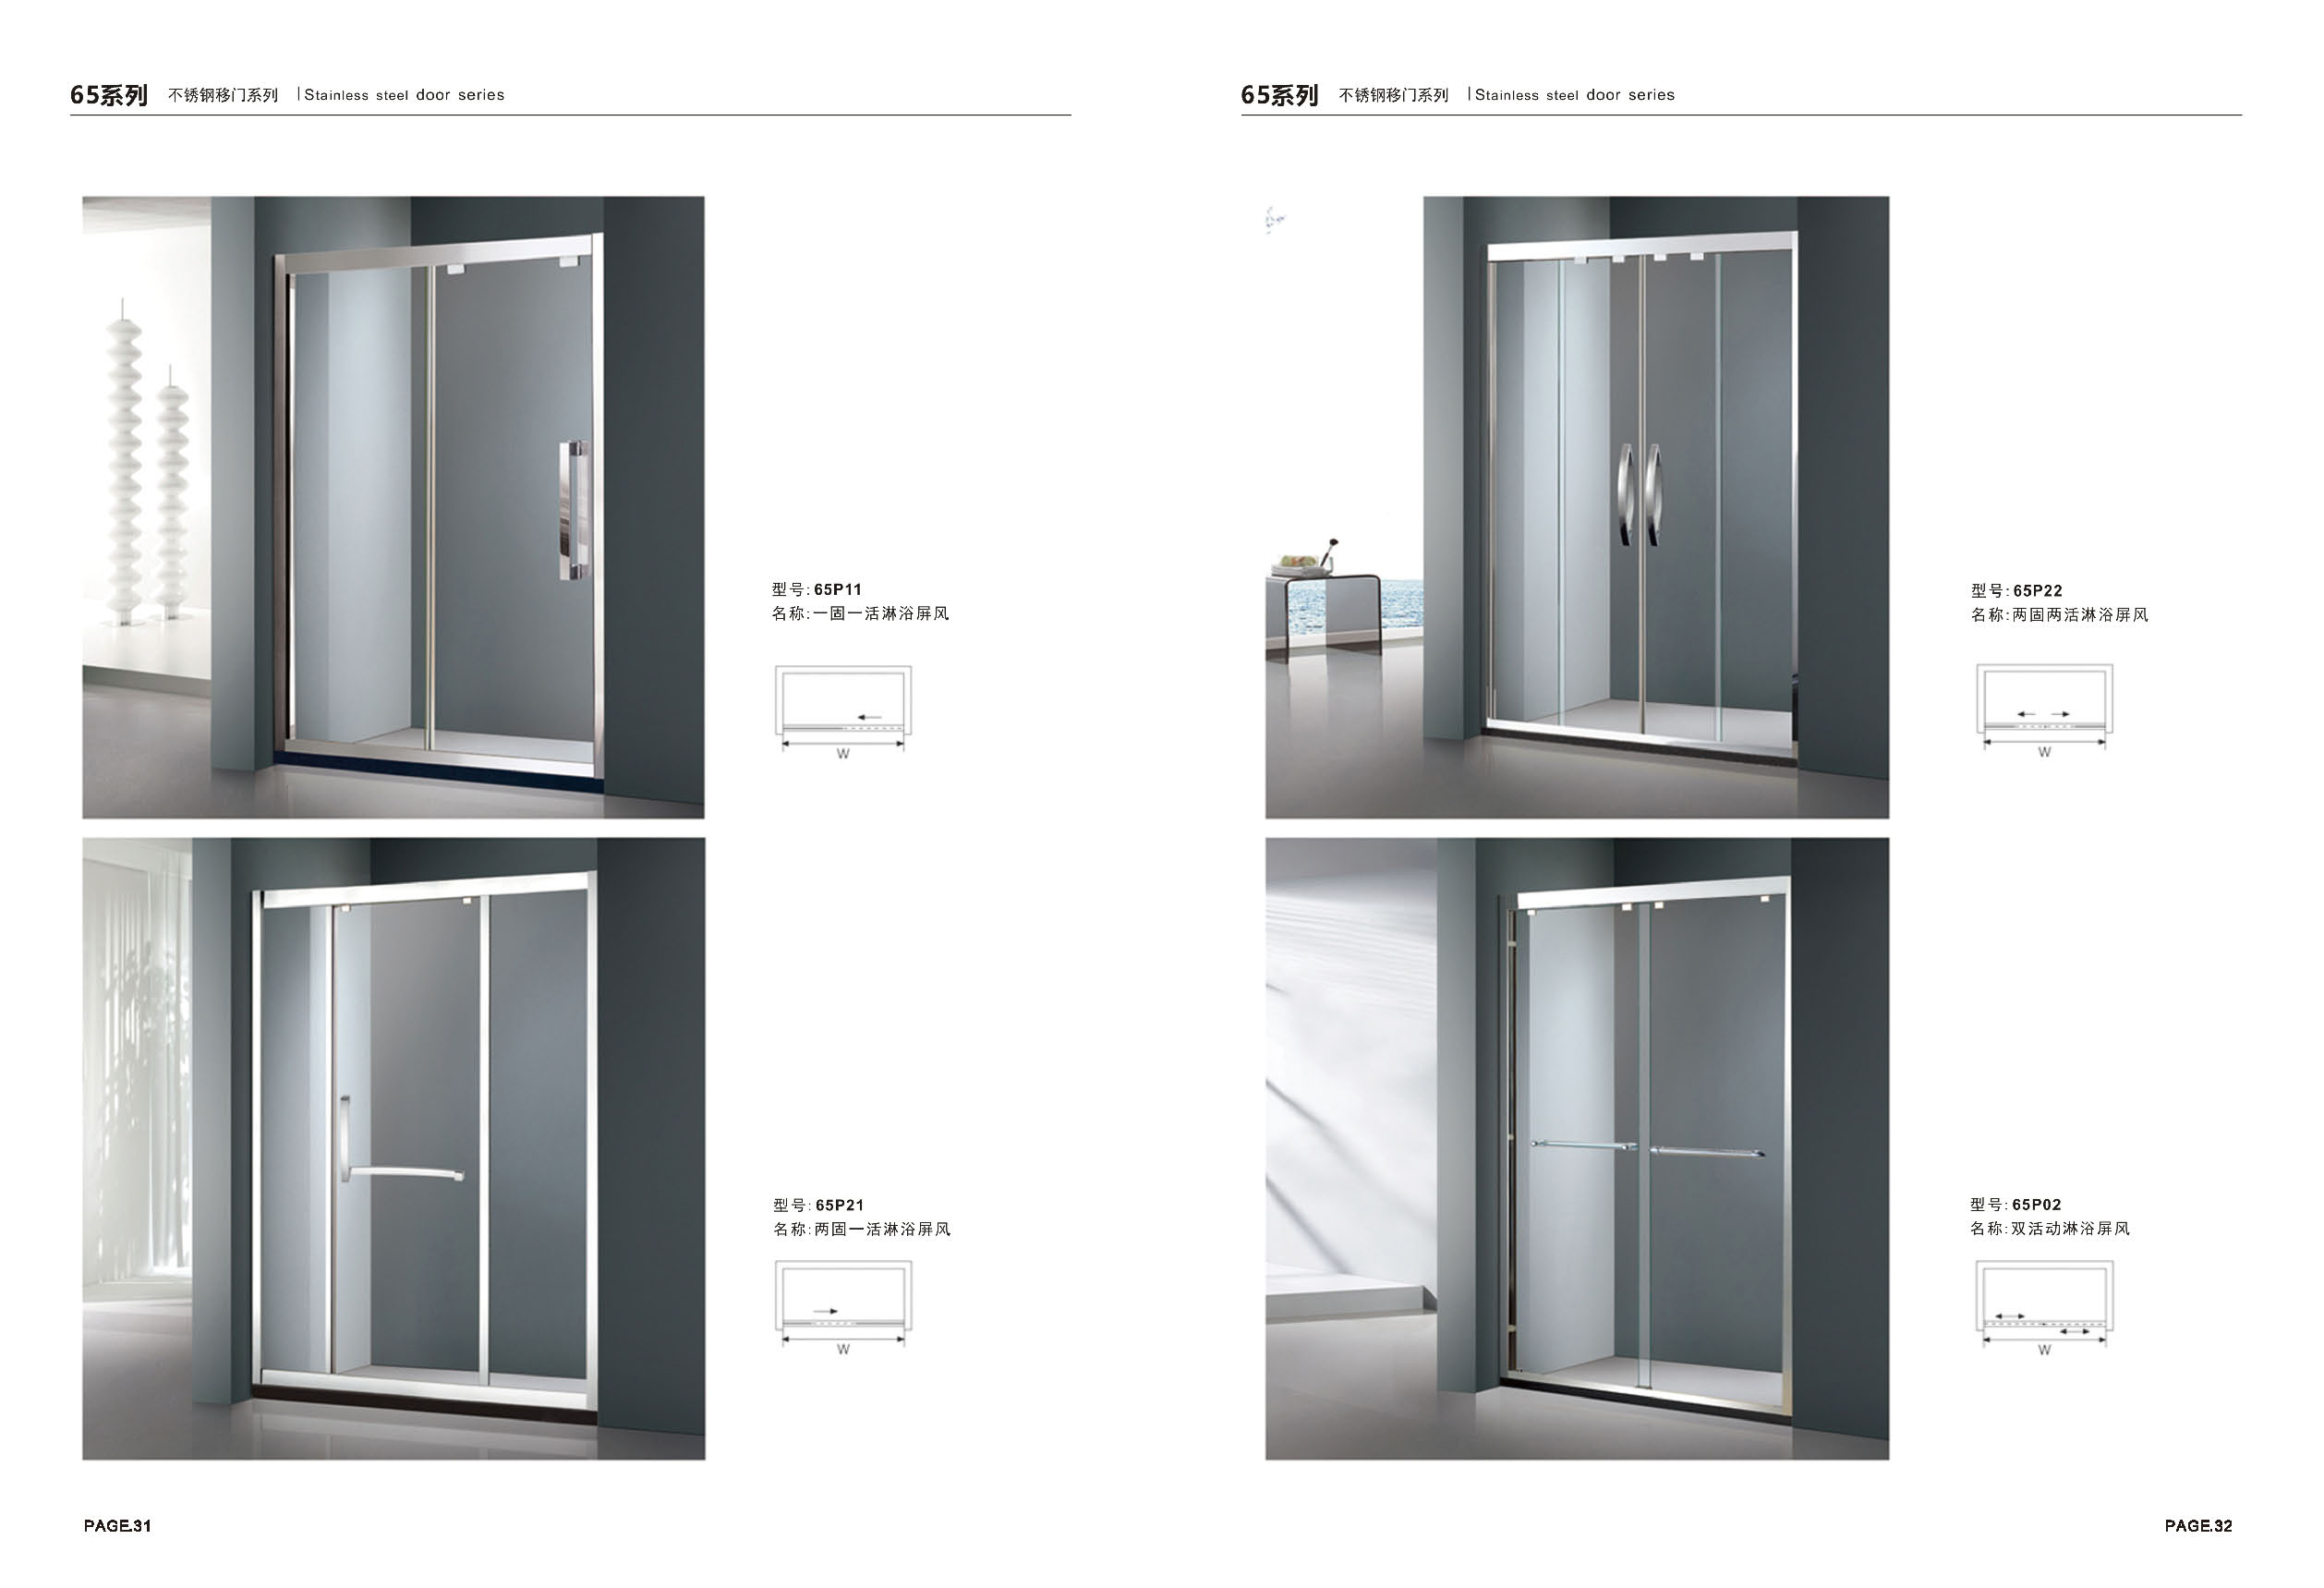 65系列 不锈钢移门系列 | Stainless steel door series
型号: 65P11
名称:一固一活淋浴屏风
W
型号: 65P21
名称:两固一活淋浴屏风
W
PAGE.31
65系列 不锈钢移门系列 | Stainless steel door series
型号: 65P22
名称:两固两活淋浴屏风
W
型号: 65P02
名称:双活动淋浴屏风
W
PAGE.32